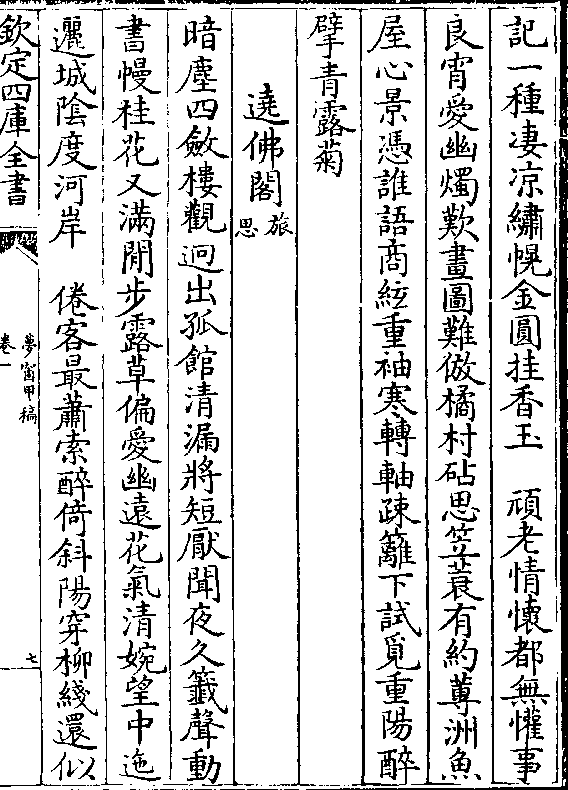 記一種淒凉繡幌金圓挂香玉　頑老情懷都無懽事
良宵愛幽燭歎畫圖難倣橘村砧思笠蓑有約蓴洲魚
屋心景憑誰語商絃重袖寒轉軸疎籬下試覓重陽醉
擘青露菊
遶佛閣旅思
暗塵四斂樓觀迥出孤館清漏將短厭聞夜久籤聲動
書幔桂花又滿閒步露草偏愛幽遠花氣清婉望中迤
邐城陰度河岸　倦客最蕭索醉倚斜陽穿柳綫還似
欽定四庫全書
夢窗甲稿
卷一
七